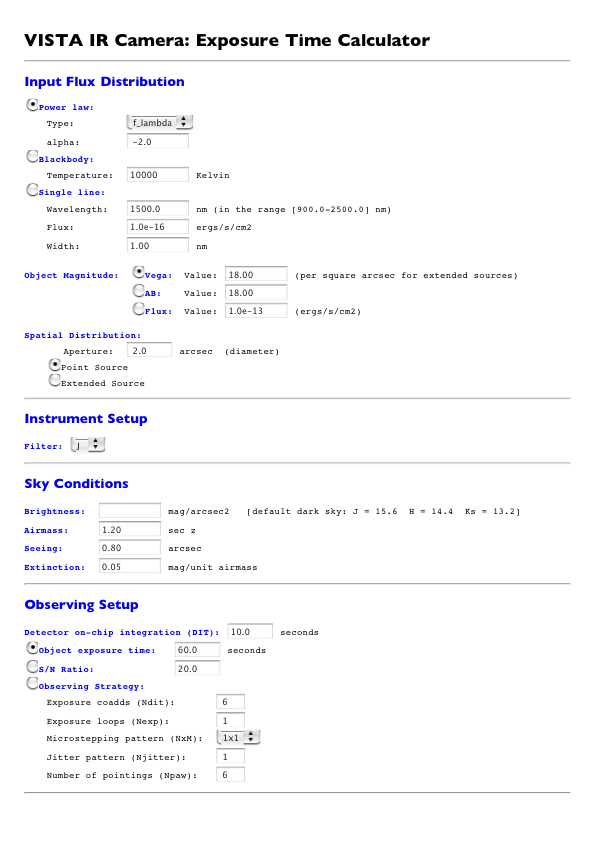 VISTA IR Camera: Exposure Time Calculator
Input Flux Distribution
Power law:
Type: f_lambda
alpha: -2.0
Blackbody:
Temperature: 10000 Kelvin
Single line:
Wavelength: 1500.0 nm (in the range [900.0-2500.0] nm)
Flux: 1.0e-16 ergs/s/cm2
Width: 1.00 nm
Object Magnitude: Vega: Value: 18.00 (per square arcsec for extended sources)
AB: Value: 18.00
Flux: Value: 1.0e-13 (ergs/s/cm2)
Spatial Distribution:
Aperture: 2.0 arcsec (diameter)
Point Source
Extended Source
Instrument Setup
Filter: J
Sky Conditions
Brightness: mag/arcsec2 [default dark sky: J = 15.6 H = 14.4 Ks = 13.2]
Airmass: 1.20 sec z
Seeing: 0.80 arcsec
Extinction: 0.05 mag/unit airmass
Observing Setup
Detector on-chip integration (DIT): 10.0 seconds
Object exposure time: 60.0 seconds
S/N Ratio: 20.0
Observing Strategy:
Exposure coadds (Ndit): 6
Exposure loops (Nexp): 1
Microstepping pattern (NxM): 1x1
Jitter pattern (Njitter): 1
Number of pointings (Npaw): 6